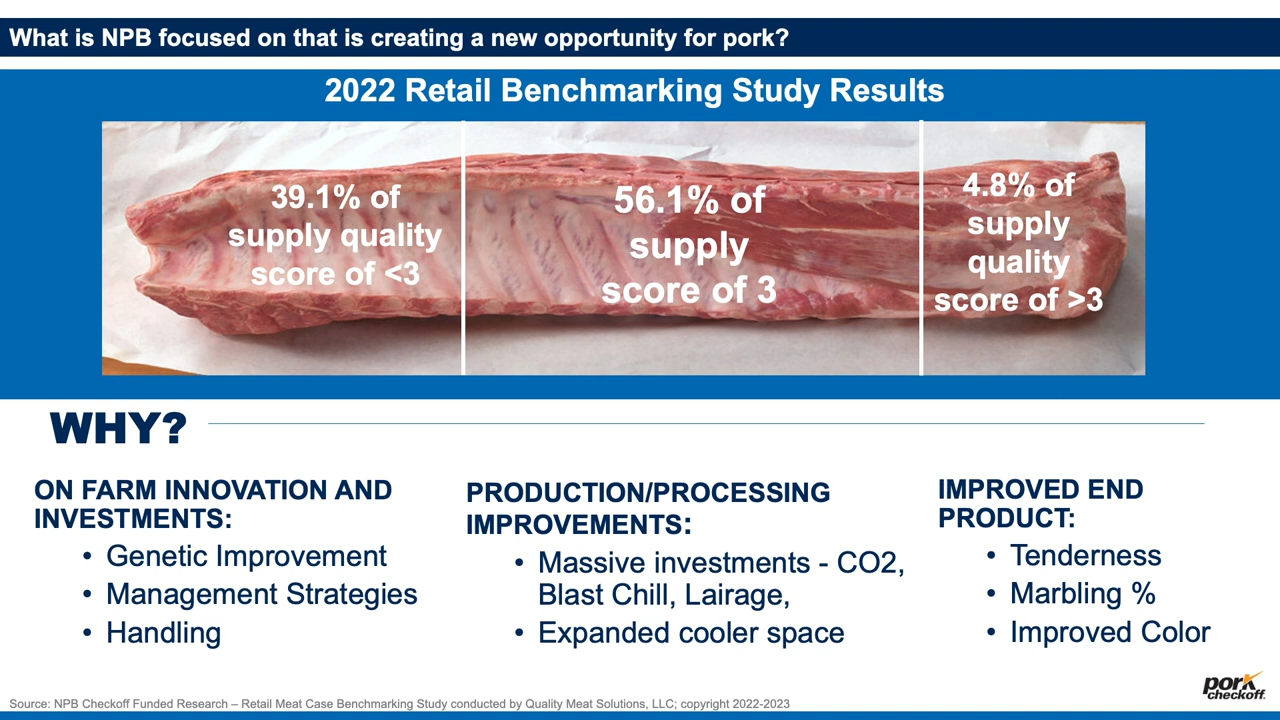 What is NPB focused on that is creating a new opportunity for pork?
2022 Retail Benchmarking Study Results
39.1% of
supply quality
score of <3
56.1% of
supply
score of 3
4.8% of
supply
quality
score of >3
WHY?
ON FARM INNOVATION AND
INVESTMENTS:
• Genetic Improvement
• Management Strategies
• Handling
PRODUCTION/PROCESSING
IMPROVEMENTS:
• Massive investments - CO2,
Blast Chill, Lairage,
• Expanded cooler space
IMPROVED END
PRODUCT:
• Tenderness
• Marbling %
• Improved Color
Source: NPB Checkoff Funded Research – Retail Meat Case Benchmarking Study conducted by Quality Meat Solutions, LLC; copyright 2022-2023
pork
checkoff.